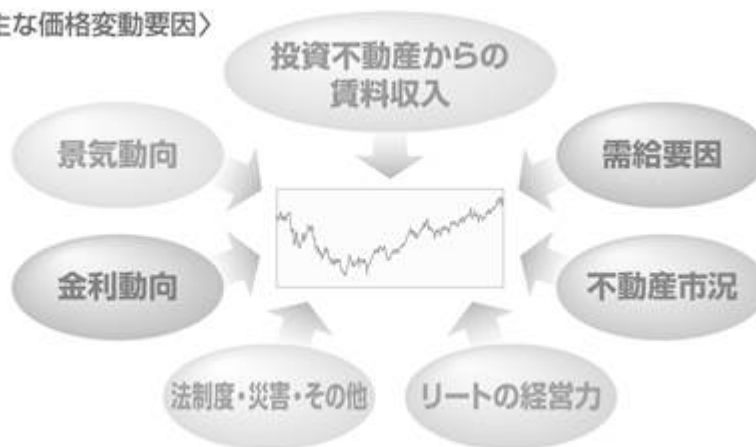 主な価格変動要因〉
投資不動産からの
賃料収入
景気動向
需給要因
金利動向
不動産市況
法制度・災害・その他
リートの経営力